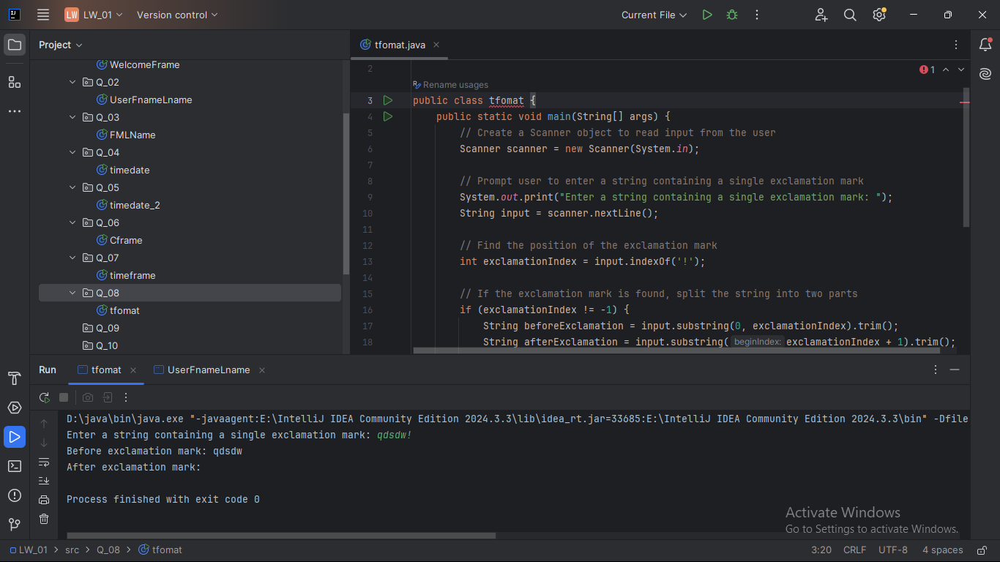 LW LW_01 Version control Current File
Project
WelcomeFrame
Q_02
UserFnameLname
Q_03
FMLName
Q_04
timedate
Q_05
timedate_2
Q_06
Cframe
Q_07
timeframe
Q_08
tfomat
Q_09
Q_10
tfomat.java
1
2
Rename usages
3 public class tfomat {
4 public static void main(String[] args) {
5 // Create a Scanner object to read input from the user
6 Scanner scanner = new Scanner(System.in);
7
8 // Prompt user to enter a string containing a single exclamation mark
9 System.out.print("Enter a string containing a single exclamation mark: ");
10 String input = scanner.nextLine();
11
12 // Find the position of the exclamation mark
13 int exclamationIndex = input.indexOf('!');
14
15 // If the exclamation mark is found, split the string into two parts
16 if (exclamationIndex != -1) {
17 String beforeExclamation = input.substring(0, exclamationIndex).trim();
18 String afterExclamation = input.substring( beginIndex: exclamationIndex + 1).trim();
Run tfomat UserFnameLname
D:\java\bin\java.exe "-javaagent:E:\IntelliJ IDEA Community Edition 2024.3.3\lib\idea_rt.jar=33685:E:\IntelliJ IDEA Community Edition 2024.3.3\bin" -Dfile
Enter a string containing a single exclamation mark: qdsdw!
Before exclamation mark: qdsdw
After exclamation mark:
Process finished with exit code 0
Activate Windows
Go to Settings to activate Windows.
LW_01 > src > Q_08 > tfomat 3:20 CRLF UTF-8 4 spaces